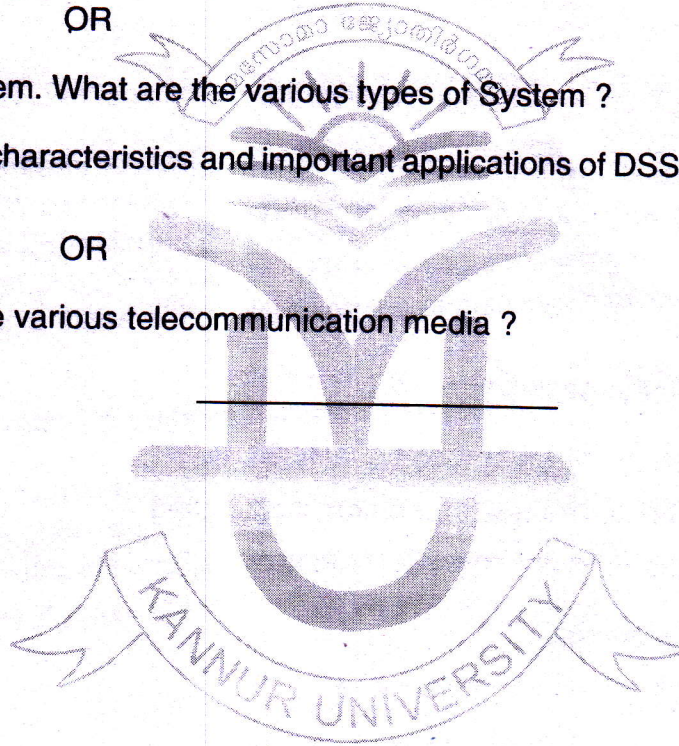 OR
em. What are the various types of System ?
characteristics and important applications of DSS
OR
e various telecommunication media ?
KANNUR UNIVERSITY